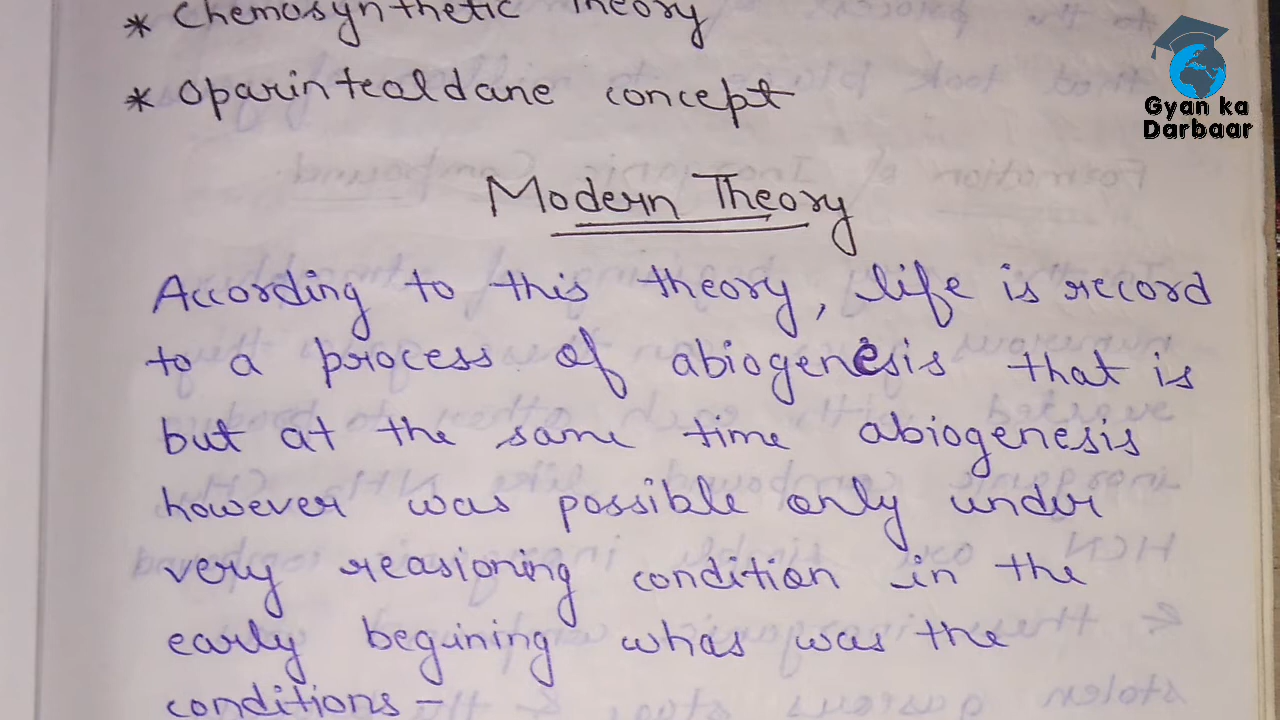 * Chemosynthetic Theory
* Oparintealdane concept
Gyan ka
Darbaar
Modern Theory
According to this theory, life is record
to a process of abiogenesis that is
but at the same time abiogenesis
however was possible only under
very reasioning condition in the
early begining whas was the
conditions -